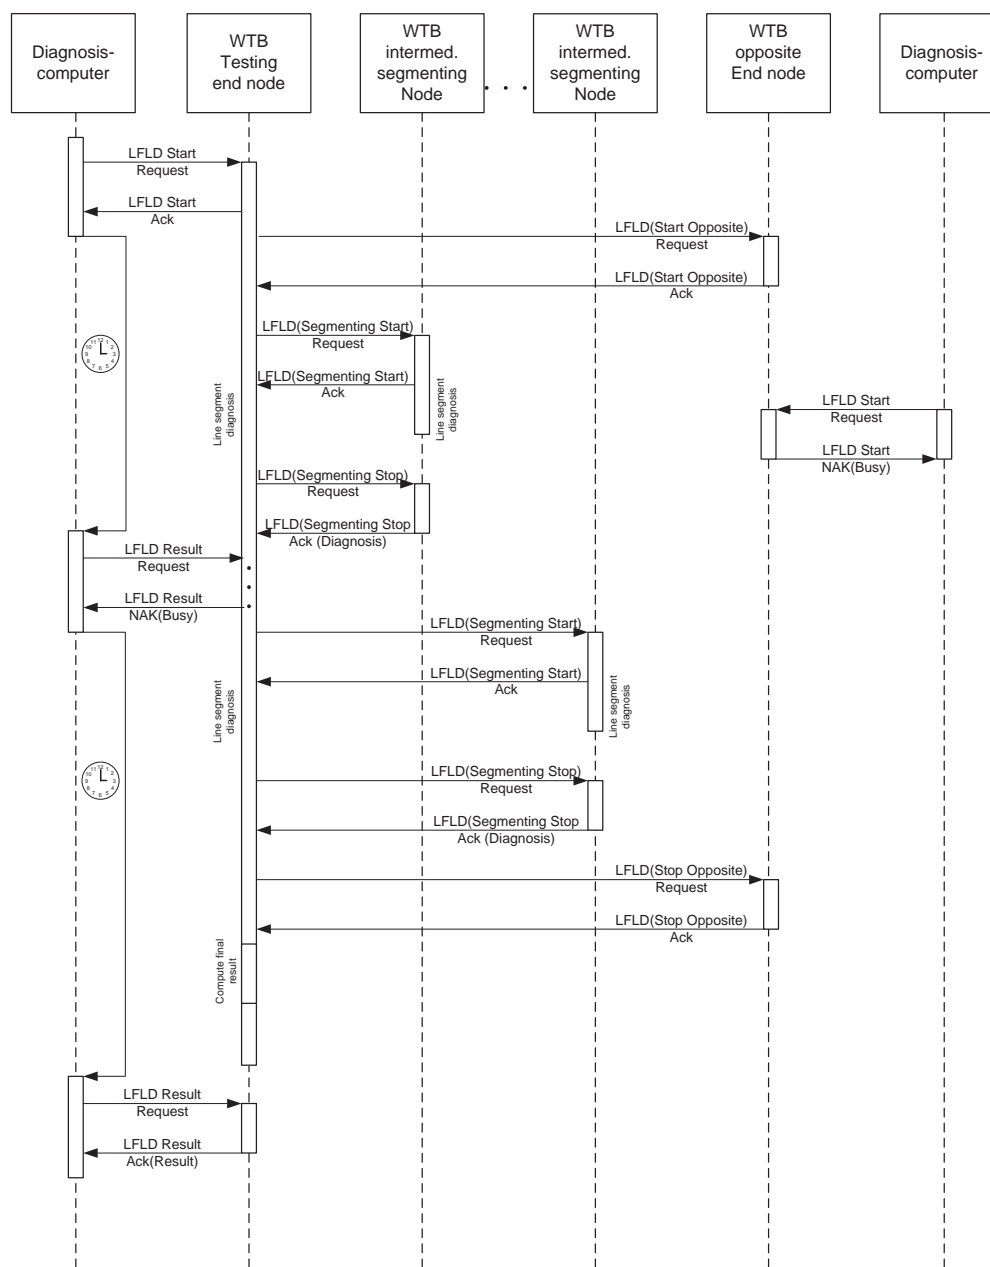 Diagnosis-
computer
WTB
Testing
end node
WTB
intermed.
segmenting
Node
. . .
WTB
intermed.
segmenting
Node
WTB
opposite
End node
Diagnosis-
computer
LFLD Start
Request
LFLD Start
Ack
LFLD(Start Opposite)
Request
LFLD(Start Opposite)
Ack
LFLD(Segmenting Start)
Request
LFLD(Segmenting Start)
Ack
Line segment
diagnosis
Line segment
diagnosis
LFLD Start
Request
LFLD Start
NAK(Busy)
LFLD(Segmenting Stop)
Request
LFLD(Segmenting Stop
Ack (Diagnosis)
LFLD Result
Request
LFLD Result
NAK(Busy)
LFLD(Segmenting Start)
Request
LFLD(Segmenting Start)
Ack
Line segment
diagnosis
Line segment
diagnosis
LFLD(Segmenting Stop)
Request
LFLD(Segmenting Stop
Ack (Diagnosis)
LFLD(Stop Opposite)
Request
LFLD(Stop Opposite)
Ack
Compute final
result
LFLD Result
Request
LFLD Result
Ack(Result)